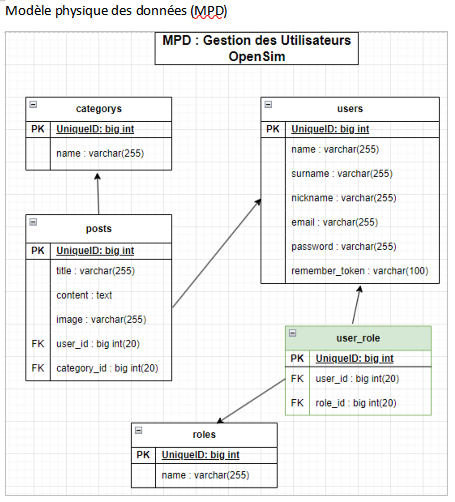 Modèle physique des données (MPD)
MPD : Gestion des Utilisateurs
OpenSim
categorys
PK UniqueID: big int
name : varchar(255)
users
PK UniqueID: big int
name : varchar(255)
surname : varchar(255)
nickname : varchar(255)
email : varchar(255)
password : varchar(255)
remember_token : varchar(100)
posts
PK UniqueID: big int
title : varchar(255)
content : text
image : varchar(255)
FK user_id : big int(20)
FK category_id : big int(20)
user_role
PK UniqueID: big int
FK user_id : big int(20)
FK role_id : big int(20)
roles
PK UniqueID: big int
name : varchar(255)